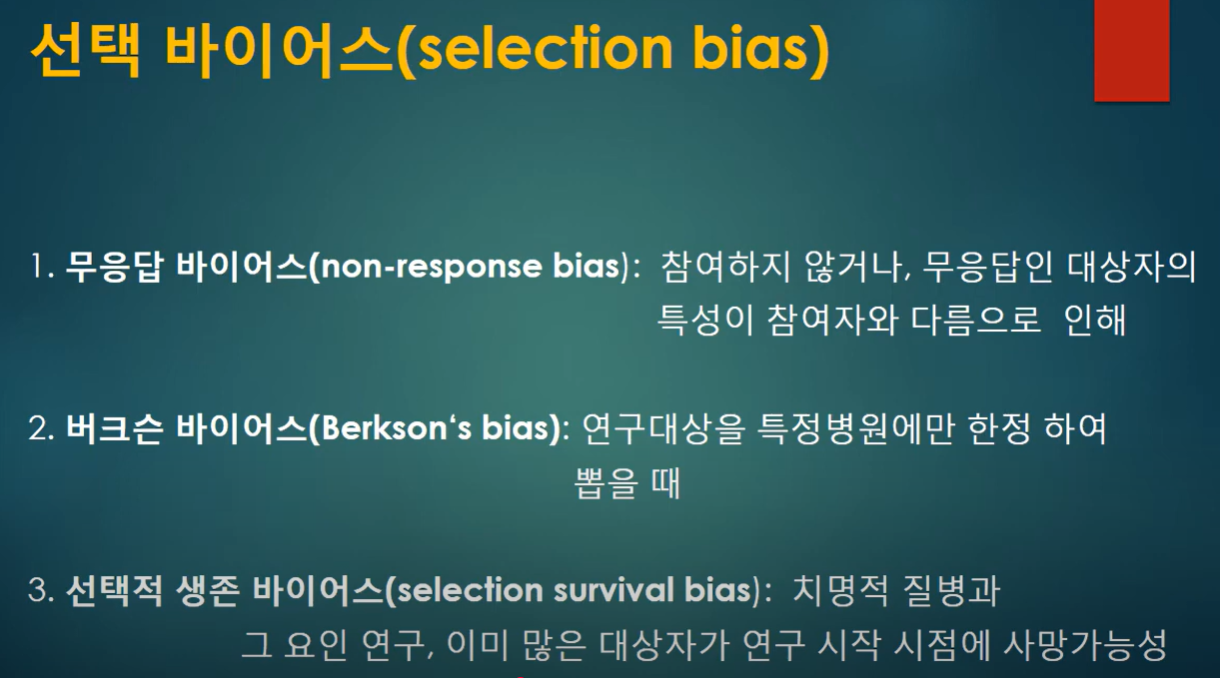 선택 바이어스(selection bias)
1. 무응답 바이어스(non-response bias): 참여하지 않거나, 무응답인 대상자의
특성이 참여자와 다름으로 인해
2. 버크슨 바이어스(Berkson‘s bias): 연구대상을 특정병원에만 한정 하여
뽑을 때
3. 선택적 생존 바이어스(selection survival bias): 치명적 질병과
그 요인 연구, 이미 많은 대상자가 연구 시작 시점에 사망가능성